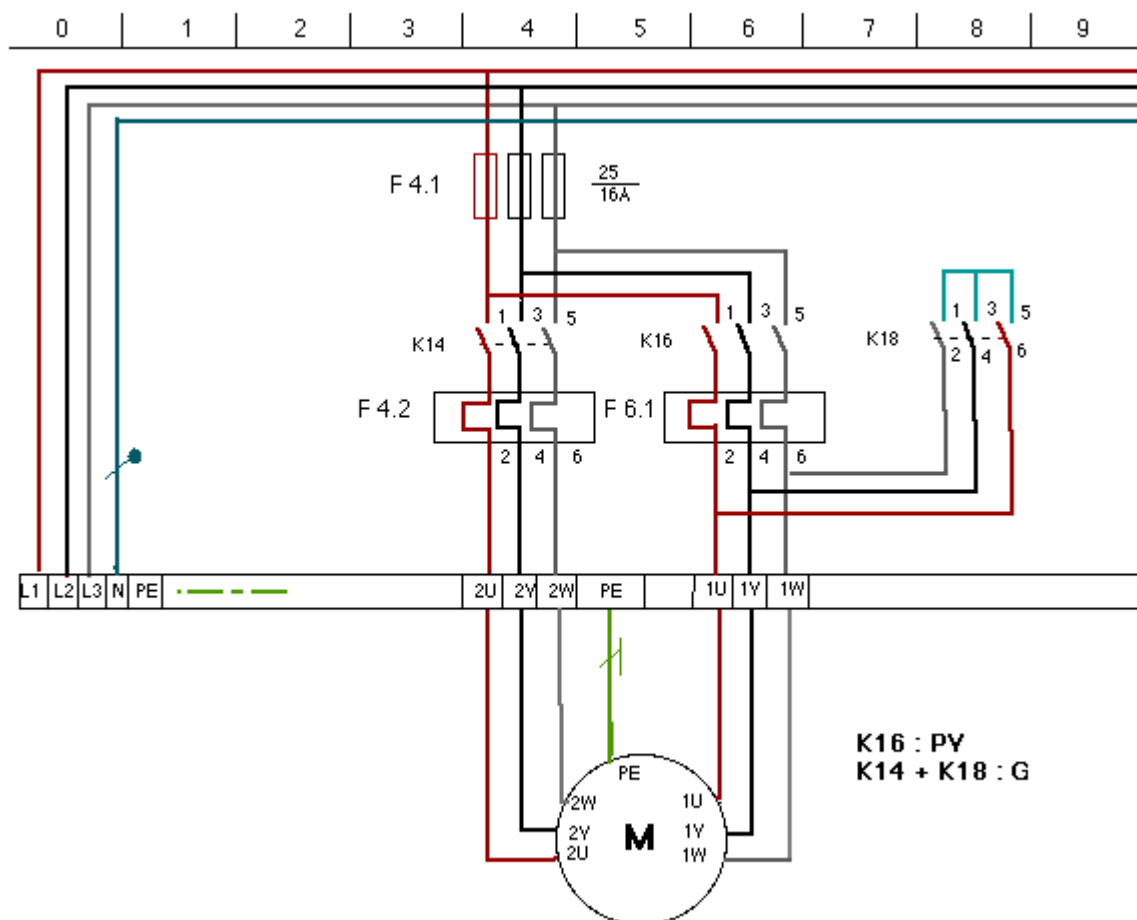 0 1 2 3 4 5 6 7 8 9
F 4.1
25
16A
K14
1 3 5
K16
1 3 5
K18
1 3 5
2 4 6
F 4.2
F 6.1
2 4 6
2 4 6
L1 L2 L3 N PE
2U 2V 2W PE 1U 1V 1W
K16 : PV
K14 + K18 : G
PE
2W 1U
2V M 1V
2U 1W